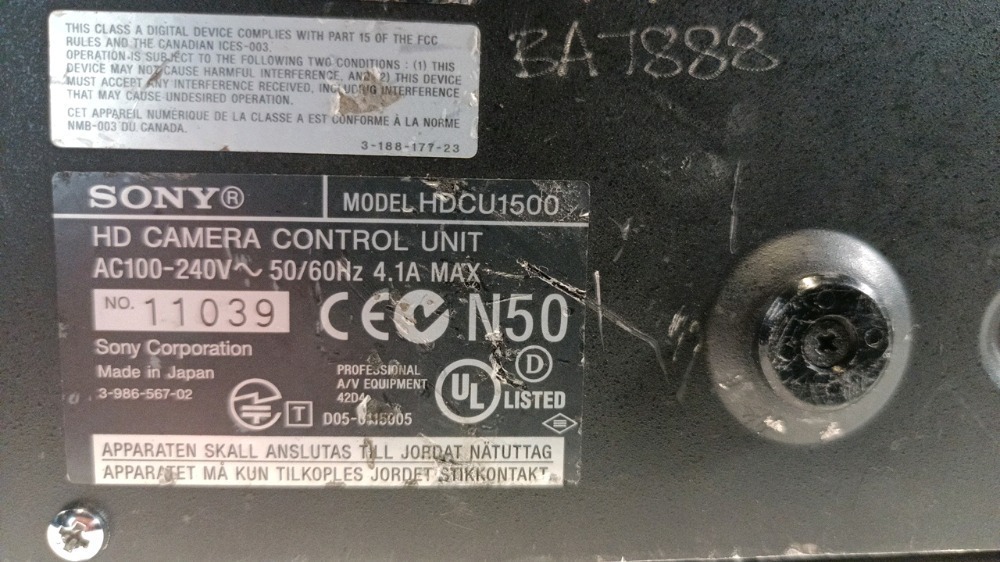 THIS CLASS A DIGITAL DEVICE COMPLIES WITH PART 15 OF THE FCC
RULES AND THE CANADIAN ICES-003.
OPERATION IS SUBJECT TO THE FOLLOWING TWO CONDITIONS : (1) THIS
DEVICE MAY NOT CAUSE HARMFUL INTERFERENCE, AND (2) THIS DEVICE
MUST ACCEPT ANY INTERFERENCE RECEIVED, INCLUDING INTERFERENCE
THAT MAY CAUSE UNDESIRED OPERATION.
CET APPAREIL NUMÉRIQUE DE LA CLASSE A EST CONFORME À LA NORME
NMB-003 DU CANADA.
3-188-177-23
BAT888
SONY®
MODEL HDCU1500
HD CAMERA CONTROL UNIT
AC100-240V~ 50/60Hz 4.1A MAX
NO. 11039
CE N50
Sony Corporation
Made in Japan
3-986-567-02
PROFESSIONAL
A/V EQUIPMENT
42D4
T D05-0115005
UL LISTED
D
APPARATEN SKALL ANSLUTAS TILL JORDAT NÄTUTTAG
APPARATET MÅ KUN TILKOPLES JORDET STIKKONTAKT